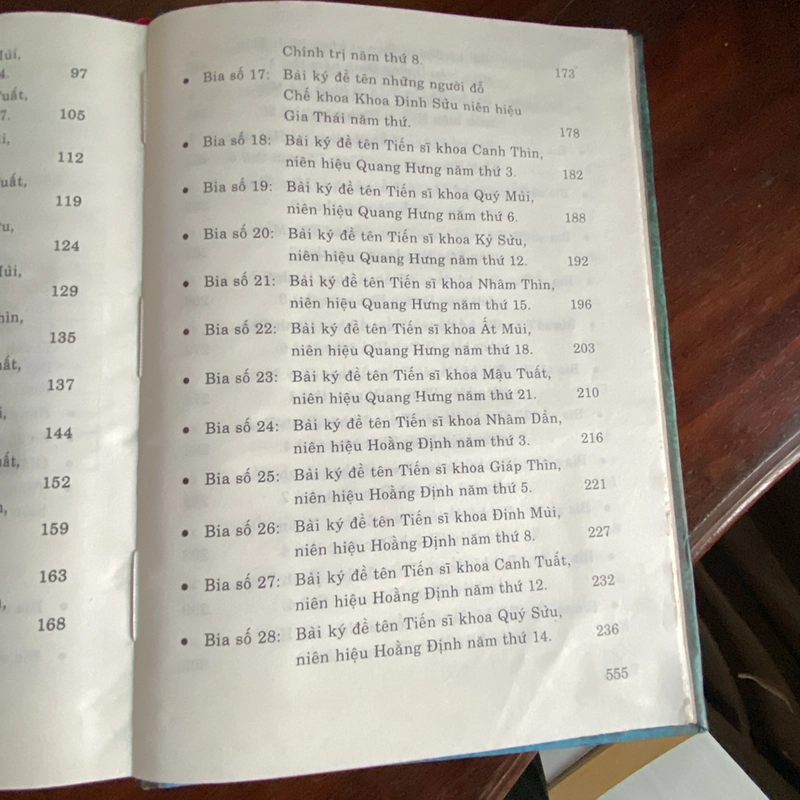 Mùi,
4. 97
Tuất,
7. 105
112
uất,
119
ru,
124
Mùi,
129
hìn,
135
ất,
137
i,
144
ất,
152
n,
159
163
168
Chính trị năm thứ 8. 173
• Bia số 17: Bài ký đề tên những người đỗ
Chế khoa Khoa Đinh Sửu niên hiệu
Gia Thái năm thứ. 178
• Bia số 18: Bài ký đề tên Tiến sĩ khoa Canh Thìn,
niên hiệu Quang Hưng năm thứ 3. 182
• Bia số 19: Bài ký đề tên Tiến sĩ khoa Quý Mùi,
niên hiệu Quang Hưng năm thứ 6. 188
• Bia số 20: Bài ký đề tên Tiến sĩ khoa Kỷ Sửu,
niên hiệu Quang Hưng năm thứ 12. 192
• Bia số 21: Bài ký đề tên Tiến sĩ khoa Nhâm Thìn,
niên hiệu Quang Hưng năm thứ 15. 196
• Bia số 22: Bài ký đề tên Tiến sĩ khoa Ất Mùi,
niên hiệu Quang Hưng năm thứ 18. 203
• Bia số 23: Bài ký đề tên Tiến sĩ khoa Mậu Tuất,
niên hiệu Quang Hưng năm thứ 21. 210
• Bia số 24: Bài ký đề tên Tiến sĩ khoa Nhâm Dần,
niên hiệu Hoằng Định năm thứ 3. 216
• Bia số 25: Bài ký đề tên Tiến sĩ khoa Giáp Thìn,
niên hiệu Hoằng Định năm thứ 5. 221
• Bia số 26: Bài ký đề tên Tiến sĩ khoa Đinh Mùi,
niên hiệu Hoằng Định năm thứ 8. 227
• Bia số 27: Bài ký đề tên Tiến sĩ khoa Canh Tuất,
niên hiệu Hoằng Định năm thứ 12. 232
• Bia số 28: Bài ký đề tên Tiến sĩ khoa Quý Sửu,
niên hiệu Hoằng Định năm thứ 14. 236
555